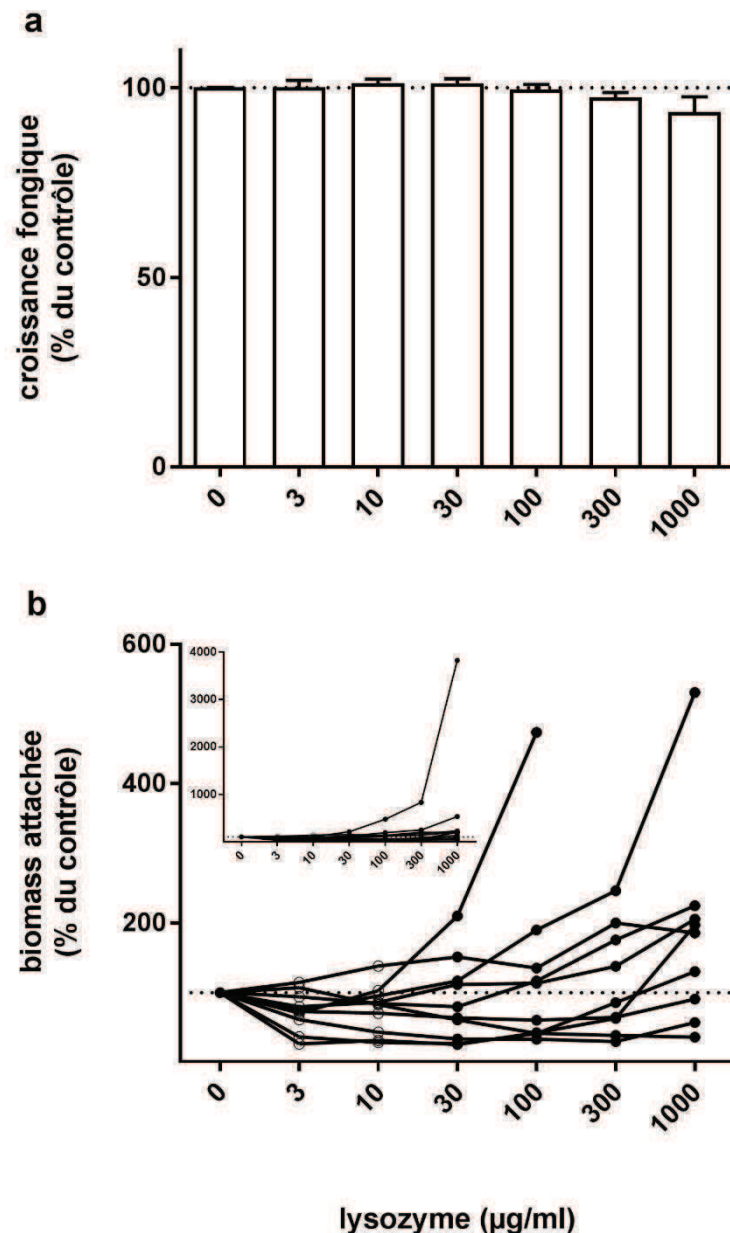 a
croissance fongique
(% du contrôle)
100
50
0
0 3 10 30 100 300 1000
b
biomass attachée
(% du contrôle)
600
400
200
4000
3000
2000
1000
0 3 10 30 100 300 1000
0 3 10 30 100 300 1000
lysozyme (µg/ml)